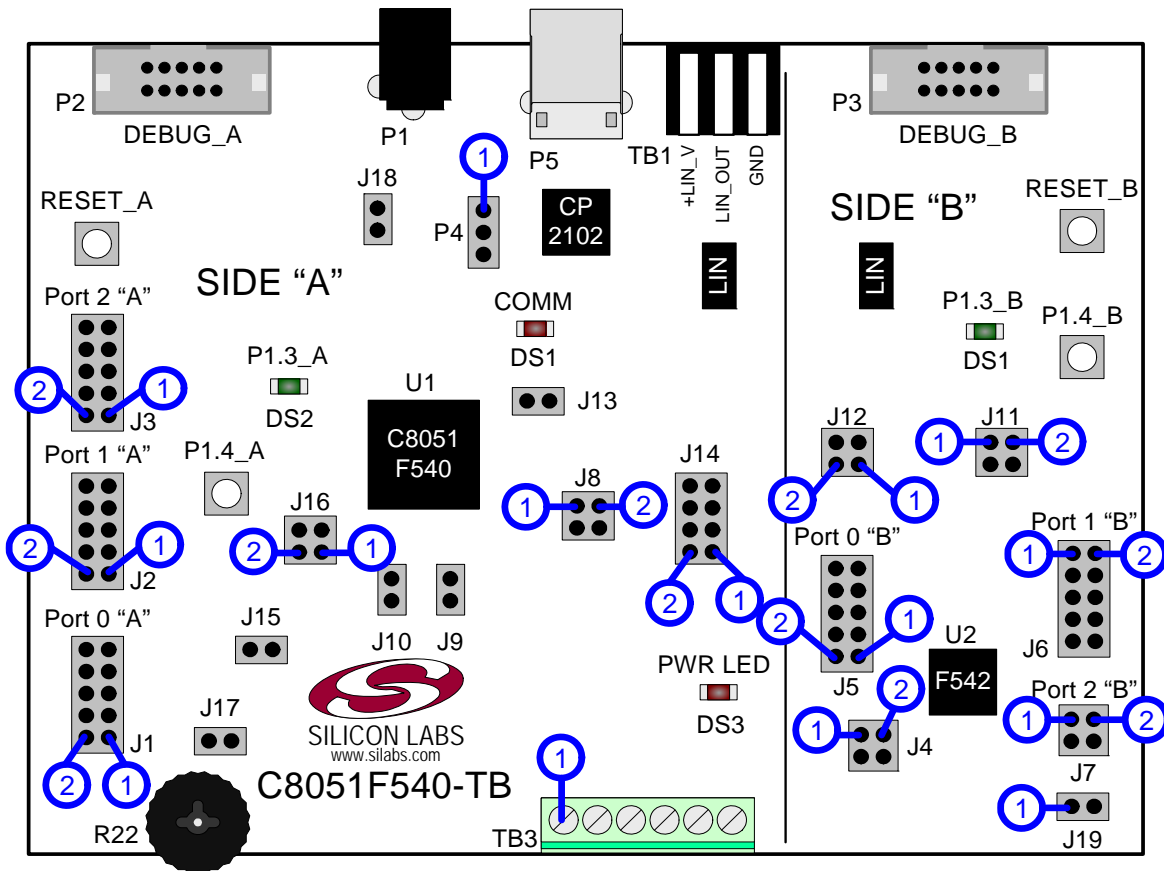 P2
DEBUG_A
P1
P5
TB1
+LIN_V
LIN_OUT
GND
P3
DEBUG_B
1
J18
RESET_A
P4
CP
2102
SIDE "B"
RESET_B
SIDE “A”
LIN
LIN
Port 2 “A”
COMM
DS1
P1.3_B
DS1
P1.4_B
P1.3_A
DS2
2
1
J3
U1
C8051
F540
J13
J12
J11
1
2
Port 1 “A”
P1.4_A
J14
J8
1
2
2
1
J16
2
1
Port 0 “B”
Port 1 “B”
2
1
J2
1
2
2
1
2
1
Port 0 “A”
J15
J10
J9
U2
J6
PWR LED
DS3
J5
F542
2
Port 2 “B”
J17
SILICON LABS
www.silabs.com
1
J4
1
2
J1
2
1
J7
C8051F540-TB
1
1
R22
TB3
J19